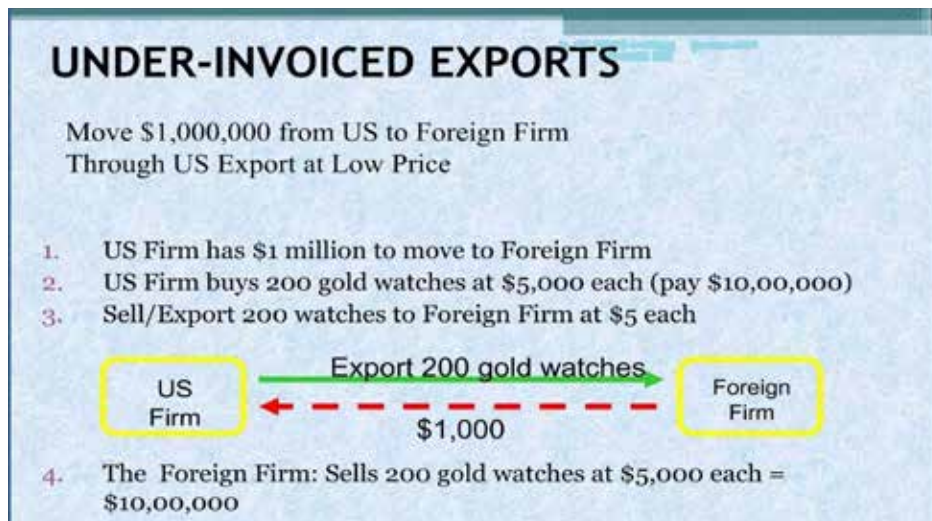 UNDER-INVOICED EXPORTS
Move $1,000,000 from US to Foreign Firm
Through US Export at Low Price
1. US Firm has $1 million to move to Foreign Firm
2. US Firm buys 200 gold watches at $5,000 each (pay $10,00,000)
3. Sell/Export 200 watches to Foreign Firm at $5 each
US
Firm
Export 200 gold watches
$1,000
Foreign
Firm
4. The Foreign Firm: Sells 200 gold watches at $5,000 each =
$10,00,000